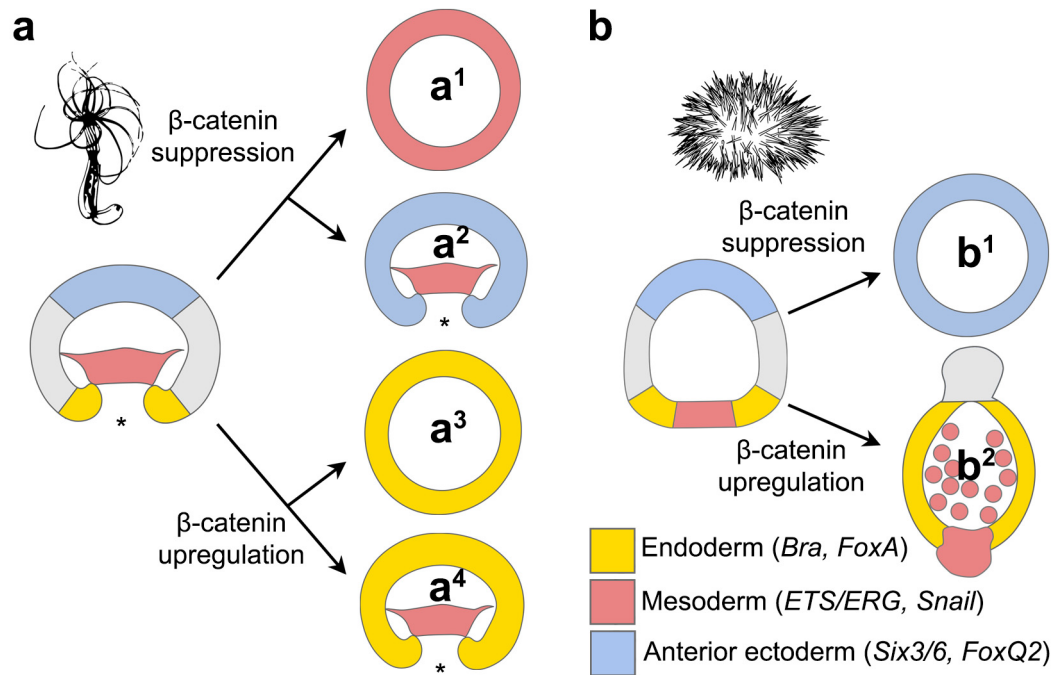 a
β-catenin
suppression
a¹
a²
*
*
a³
β-catenin
upregulation
a⁴
*
b
β-catenin
suppression
b¹
β-catenin
upregulation
b²
Endoderm (Bra, FoxA)
Mesoderm (ETS/ERG, Snail)
Anterior ectoderm (Six3/6, FoxQ2)